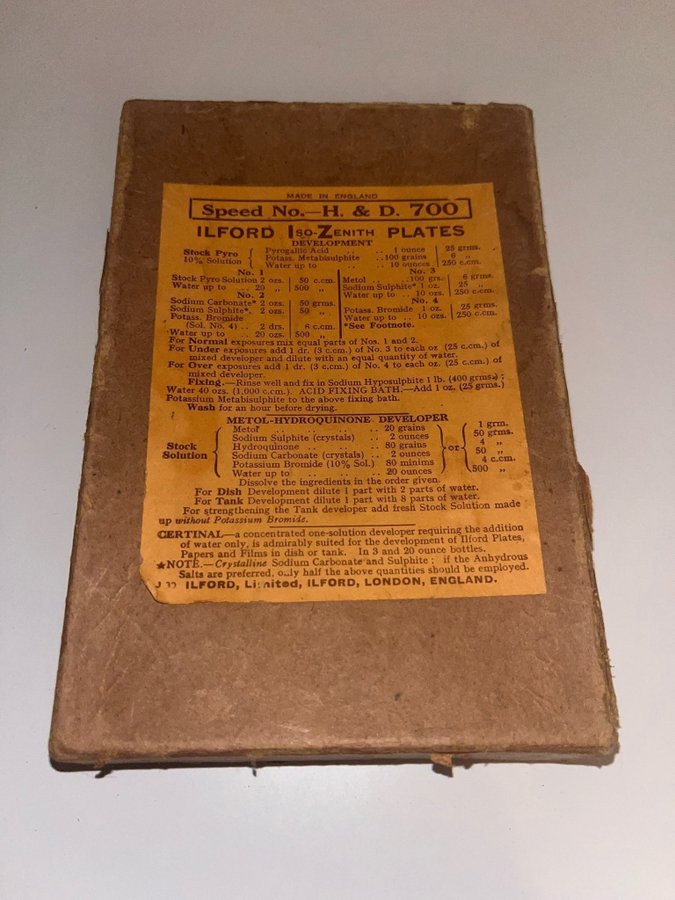 MADE IN ENGLAND
Speed No.—H. & D. 700
ILFORD ISO-ZENITH PLATES
DEVELOPMENT
Stock Pyro
10% Solution
{
Pyrogallic Acid .. 1 ounce | 25 grms.
Potass. Metabisulphite ..100 grains | 6 „
Water up to .. .. 10 ounces | 250 c.cm.
No. 1
Stock Pyro Solution 2 ozs. | 50 c.cm.
Water up to .. 20 „ | 500 „
No. 2
Sodium Carbonate* 2 ozs. | 50 grms.
Sodium Sulphite*. 2 ozs. | 50 „
Potass. Bromide
(Sol. No. 4) .. 2 drs. | 6 c.cm.
Water up to .. 20 ozs. | 500 „
No. 3
Metol .. ..100 grs. | 6 grms.
Sodium Sulphite* 1 oz. | 25 „
Water up to .. 10 ozs. | 250 c.cm.
No. 4
Potass. Bromide 1 oz. | 25 grms.
Water up to .. 10 ozs. | 250 c.cm.
*See Footnote.
For Normal exposures mix equal parts of Nos. 1 and 2.
For Under exposures add 1 dr. (3 c.cm.) of No. 3 to each oz (25 c.cm.) of
mixed developer and dilute with an equal quantity of water.
For Over exposures add 1 dr. (3 c.cm.) of No. 4 to each oz. (25 c.cm.) of
mixed developer.
Fixing.—Rinse well and fix in Sodium Hyposulphite 1 lb. (400 grms.) ;
Water 40 ozs. (1,000 c.cm.). ACID FIXING BATH.—Add 1 oz. (25 grms.)
Potassium Metabisulphite to the above fixing bath.
Wash for an hour before drying.
METOL-HYDROQUINONE DEVELOPER
Stock
Solution
{
Metol .. .. .. .. 20 grains
Sodium Sulphite (crystals) .. 2 ounces
Hydroquinone .. .. .. 80 grains
Sodium Carbonate (crystals) .. 2 ounces
Potassium Bromide (10% Sol.) 80 minims
Water up to .. .. .. 20 ounces
} or {
1 grm.
50 grms.
4 „
50 „
4 c.cm.
500 „
Dissolve the ingredients in the order given.
For Dish Development dilute 1 part with 2 parts of water.
For Tank Development dilute 1 part with 8 parts of water.
For strengthening the Tank developer add fresh Stock Solution made
up without Potassium Bromide.
CERTINAL—a concentrated one-solution developer requiring the addition
of water only, is admirably suited for the development of Ilford Plates,
Papers and Films in dish or tank. In 3 and 20 ounce bottles.
★NOTE.—Crystalline Sodium Carbonate and Sulphite ; if the Anhydrous
Salts are preferred, only half the above quantities should be employed.
ILFORD, Limited, ILFORD, LONDON, ENGLAND.